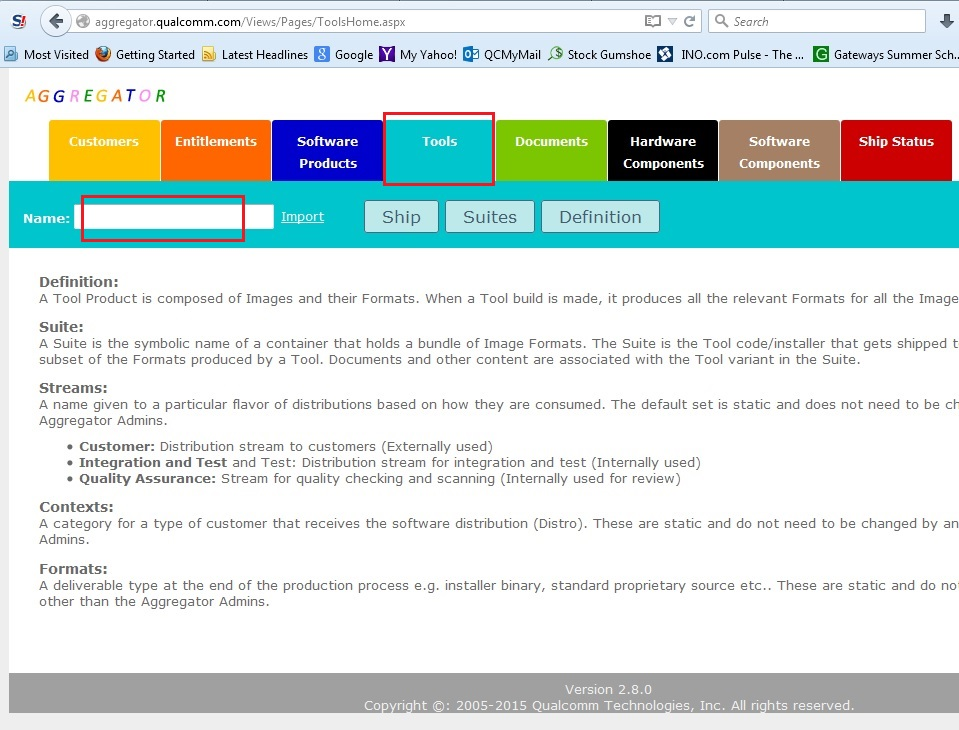 S!
aggregator.qualcomm.com/Views/Pages/ToolsHome.aspx
Search
Most Visited Getting Started Latest Headlines Google My Yahoo! QCMyMail Stock Gumshoe INO.com Pulse - The ... Gateways Summer Sch...
AGGREGATOR
Customers Entitlements Software Products Tools Documents Hardware Components Software Components Ship Status
Name: Import Ship Suites Definition
Definition:
A Tool Product is composed of Images and their Formats. When a Tool build is made, it produces all the relevant Formats for all the Image
Suite:
A Suite is the symbolic name of a container that holds a bundle of Image Formats. The Suite is the Tool code/installer that gets shipped t
subset of the Formats produced by a Tool. Documents and other content are associated with the Tool variant in the Suite.
Streams:
A name given to a particular flavor of distributions based on how they are consumed. The default set is static and does not need to be ch
Aggregator Admins.
• Customer: Distribution stream to customers (Externally used)
• Integration and Test and Test: Distribution stream for integration and test (Internally used)
• Quality Assurance: Stream for quality checking and scanning (Internally used for review)
Contexts:
A category for a type of customer that receives the software distribution (Distro). These are static and do not need to be changed by an
Admins.
Formats:
A deliverable type at the end of the production process e.g. installer binary, standard proprietary source etc.. These are static and do no
other than the Aggregator Admins.
Version 2.8.0
Copyright ©: 2005-2015 Qualcomm Technologies, Inc. All rights reserved.